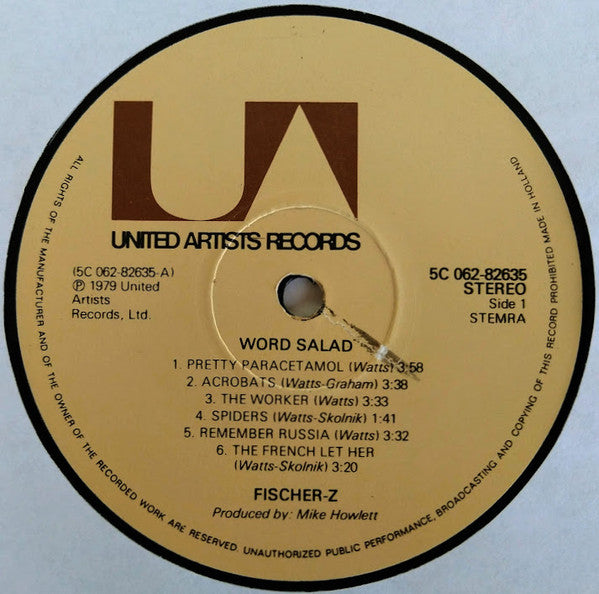 UA
UNITED ARTISTS RECORDS
(5C 062-82635-A)
℗ 1979 United
Artists
Records, Ltd.
5C 062-82635
STEREO
Side 1
STEMRA
WORD SALAD
1. PRETTY PARACETAMOL (Watts) 3:58
2. ACROBATS (Watts-Graham) 3:38
3. THE WORKER (Watts) 3:33
4. SPIDERS (Watts-Skolnik) 1:41
5. REMEMBER RUSSIA (Watts) 3:32
6. THE FRENCH LET HER
(Watts-Skolnik) 3:20
FISCHER-Z
Produced by: Mike Howlett
ALL RIGHTS OF THE MANUFACTURER AND OF THE OWNER OF THE RECORDED WORK ARE RESERVED. UNAUTHORIZED PUBLIC PERFORMANCE, BROADCASTING AND COPYING OF THIS RECORD PROHIBITED MADE IN HOLLAND